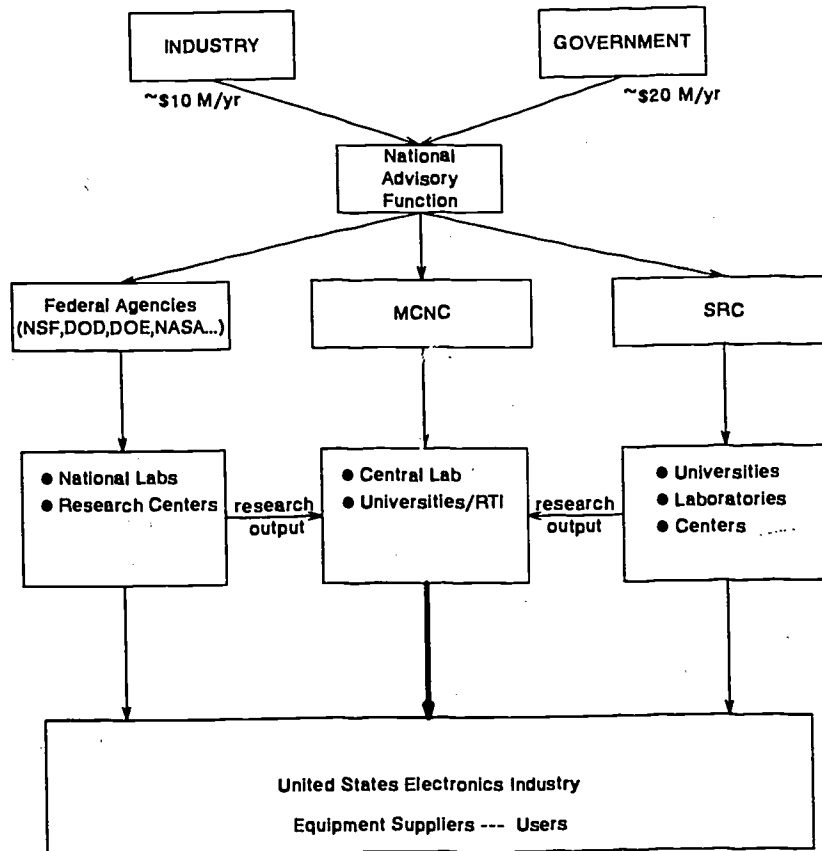 INDUSTRY
GOVERNMENT
~$10 M/yr
~$20 M/yr
National
Advisory
Function
Federal Agencies
(NSF,DOD,DOE,NASA...)
MCNC
SRC
● National Labs
● Research Centers
research
output
● Central Lab
● Universities/RTI
research
output
● Universities
● Laboratories
● Centers
United States Electronics Industry
Equipment Suppliers --- Users